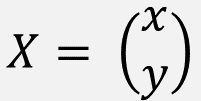 X = (x
y)